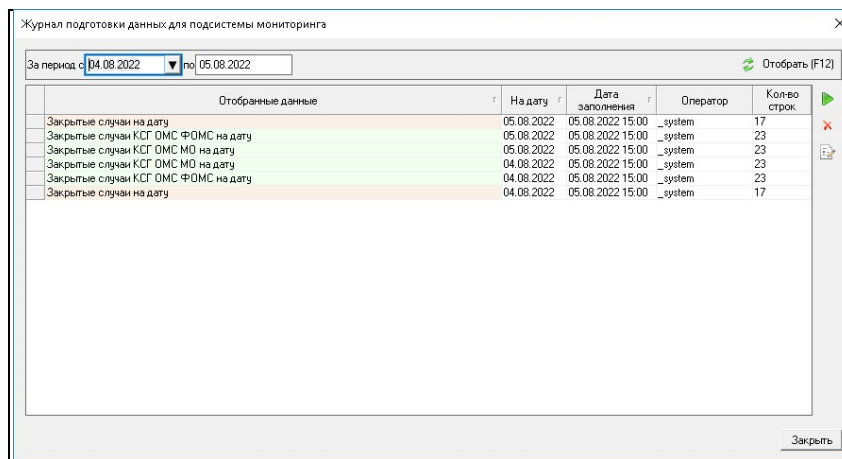 Журнал подготовки данных для подсистемы мониторинга
За период с 04.08.2022 по 05.08.2022 Отобрать (F12)
Отобранные данные На дату Дата заполнения Оператор Кол-во строк
Закрытые случаи на дату 05.08.2022 05.08.2022 15:00 _system 17
Закрытые случаи КСГ ОМС ФОМС на дату 05.08.2022 05.08.2022 15:00 _system 23
Закрытые случаи КСГ ОМС МО на дату 05.08.2022 05.08.2022 15:00 _system 23
Закрытые случаи КСГ ОМС МО на дату 04.08.2022 05.08.2022 15:00 _system 23
Закрытые случаи КСГ ОМС ФОМС на дату 04.08.2022 05.08.2022 15:00 _system 23
Закрытые случаи на дату 04.08.2022 05.08.2022 15:00 _system 17
Закрыть